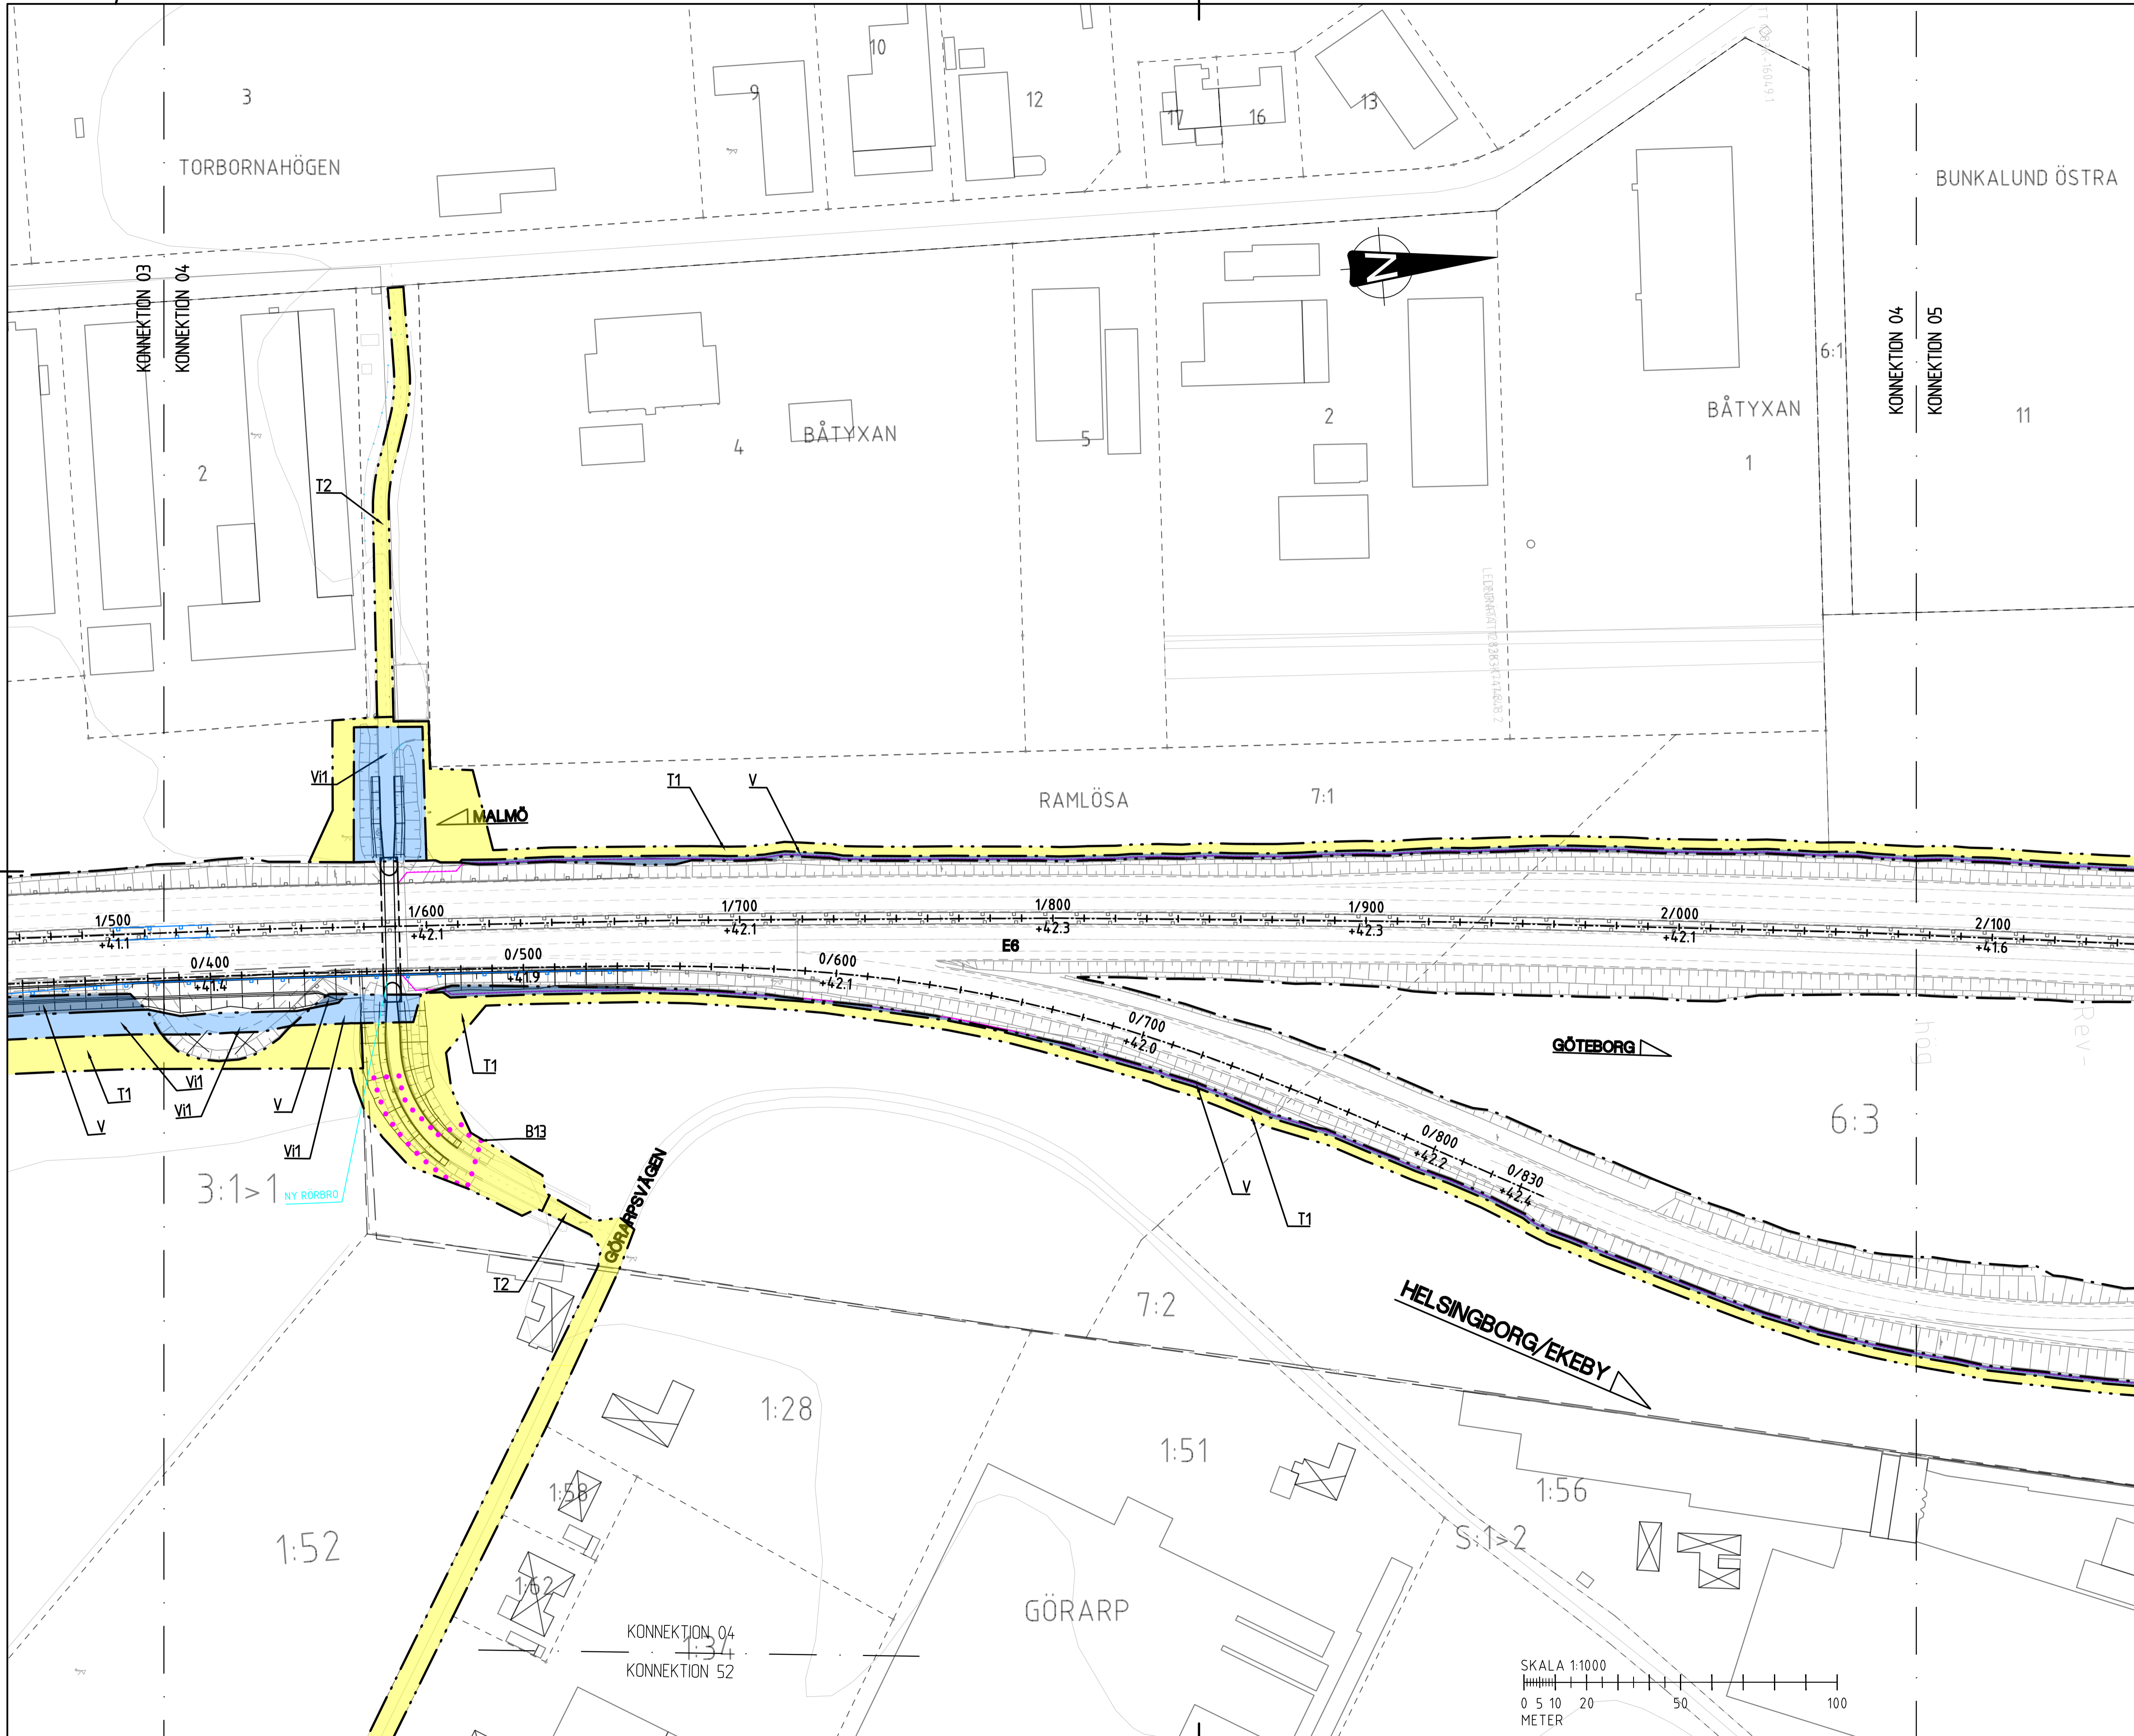 10
3
9
12
17
16
13
TORBORNAHÖGEN
BUNKALUND ÖSTRA
KONNEKTION 03
KONNEKTION 04
N
KONNEKTION 04
KONNEKTION 05
6:1
BÅTYXAN
11
2
BÅTYXAN
4
5
2
1
T2
Vi1
MALMÖ
T1
V
RAMLÖSA
7:1
1/500
+41.1
1/600
+42.1
1/700
+42.1
1/800
+42.3
1/900
+42.3
2/000
+42.1
2/100
+41.6
E6
0/400
+41.4
0/500
+41.9
0/600
+42.1
0/700
+42.0
0/800
+42.2
0/830
+42.4
GÖTEBORG
hög
Rev-
6:3
T1
V
Vi1
Vi1
V
Vi1
T1
B13
3:1>1
NY RÖRBRO
GÖRARPSVÄGEN
V
T1
T2
7:2
HELSINGBORG/EKEBY
1:28
1:51
1:58
1:56
1:52
S:1>2
1:62
GÖRARP
KONNEKTION 04
1:34
KONNEKTION 52
SKALA 1:1000
0 5 10 20 50 100
METER